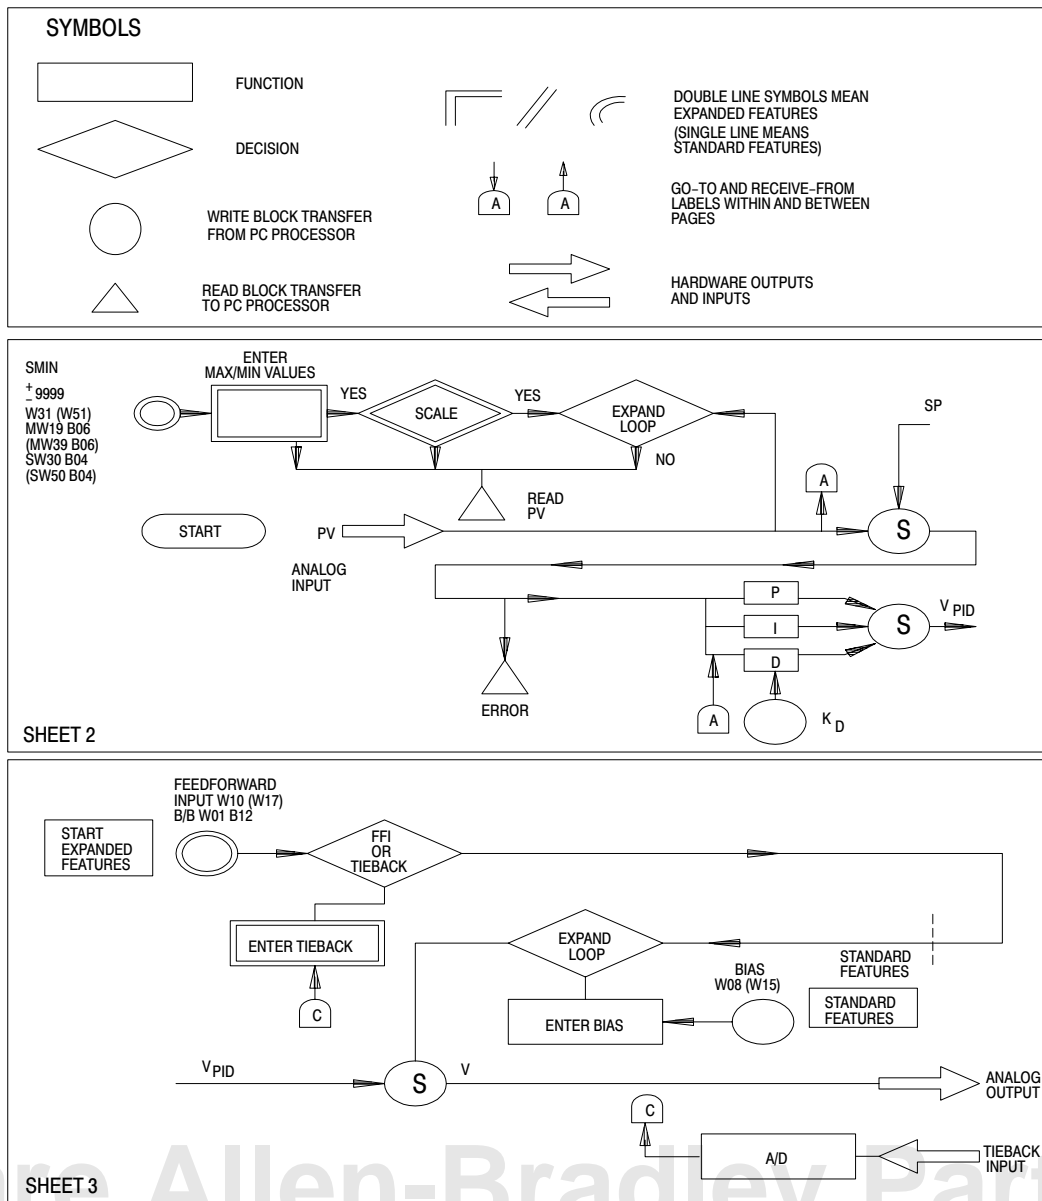 SYMBOLS
FUNCTION
DECISION
WRITE BLOCK TRANSFER
FROM PC PROCESSOR
READ BLOCK TRANSFER
TO PC PROCESSOR
DOUBLE LINE SYMBOLS MEAN
EXPANDED FEATURES
(SINGLE LINE MEANS
STANDARD FEATURES)
A
A
GO-TO AND RECEIVE-FROM
LABELS WITHIN AND BETWEEN
PAGES
HARDWARE OUTPUTS
AND INPUTS
SMIN
± 9999
W31 (W51)
MW19 B06
(MW39 B06)
SW30 B04
(SW50 B04)
ENTER
MAX/MIN VALUES
YES
SCALE
YES
EXPAND
LOOP
NO
SP
READ
PV
A
START
PV
S
ANALOG
INPUT
P
I
D
S
V PID
ERROR
A
K D
SHEET 2
FEEDFORWARD
INPUT W10 (W17)
B/B W01 B12
START
EXPANDED
FEATURES
FFI
OR
TIEBACK
ENTER TIEBACK
C
EXPAND
LOOP
STANDARD
FEATURES
BIAS
W08 (W15)
STANDARD
FEATURES
ENTER BIAS
V PID
S
V
ANALOG
OUTPUT
C
A/D
TIEBACK
INPUT
SHEET 3
re Allen-Bradley Part